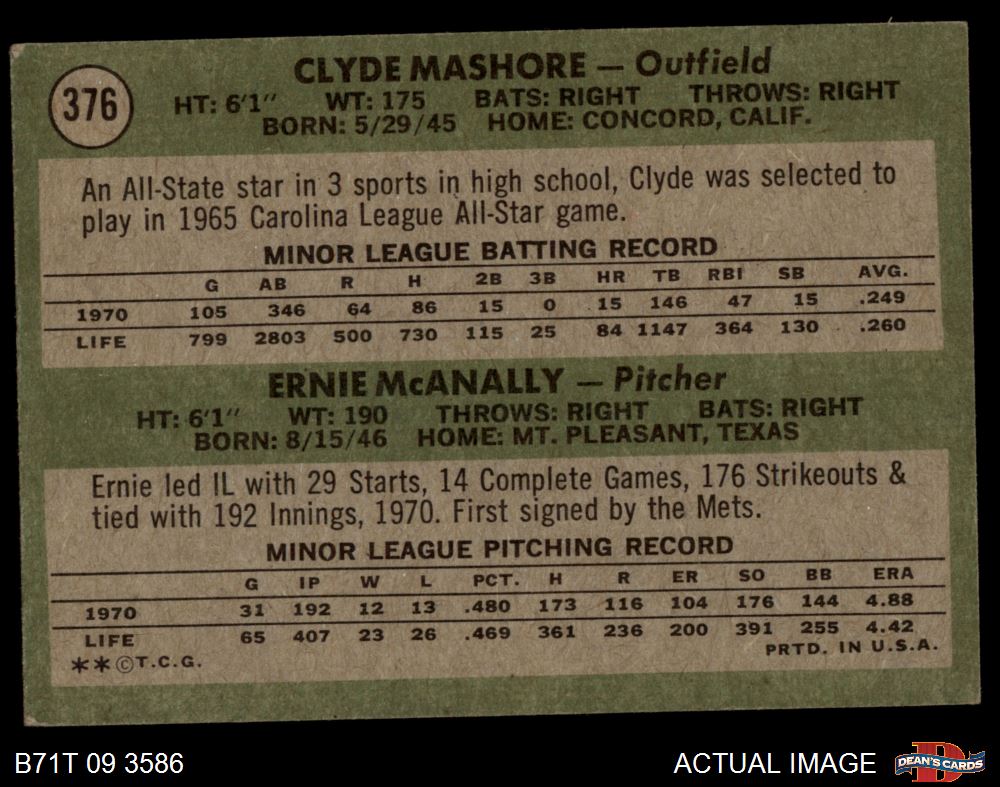 376
CLYDE MASHORE — Outfield
HT: 6'1" WT: 175 BATS: RIGHT THROWS: RIGHT
BORN: 5/29/45 HOME: CONCORD, CALIF.
An All-State star in 3 sports in high school, Clyde was selected to
play in 1965 Carolina League All-Star game.
MINOR LEAGUE BATTING RECORD
G AB R H 2B 3B HR TB RBI SB AVG.
1970 105 346 64 86 15 0 15 146 47 15 .249
LIFE 799 2803 500 730 115 25 84 1147 364 130 .260
ERNIE McANALLY — Pitcher
HT: 6'1" WT: 190 THROWS: RIGHT BATS: RIGHT
BORN: 8/15/46 HOME: MT. PLEASANT, TEXAS
Ernie led IL with 29 Starts, 14 Complete Games, 176 Strikeouts &
tied with 192 Innings, 1970. First signed by the Mets.
MINOR LEAGUE PITCHING RECORD
G IP W L PCT. H R ER SO BB ERA
1970 31 192 12 13 .480 173 116 104 176 144 4.88
LIFE 65 407 23 26 .469 361 236 200 391 255 4.42
**©T.C.G. PRTD. IN U.S.A.
B71T 09 3586 ACTUAL IMAGE D DEAN'S CARDS